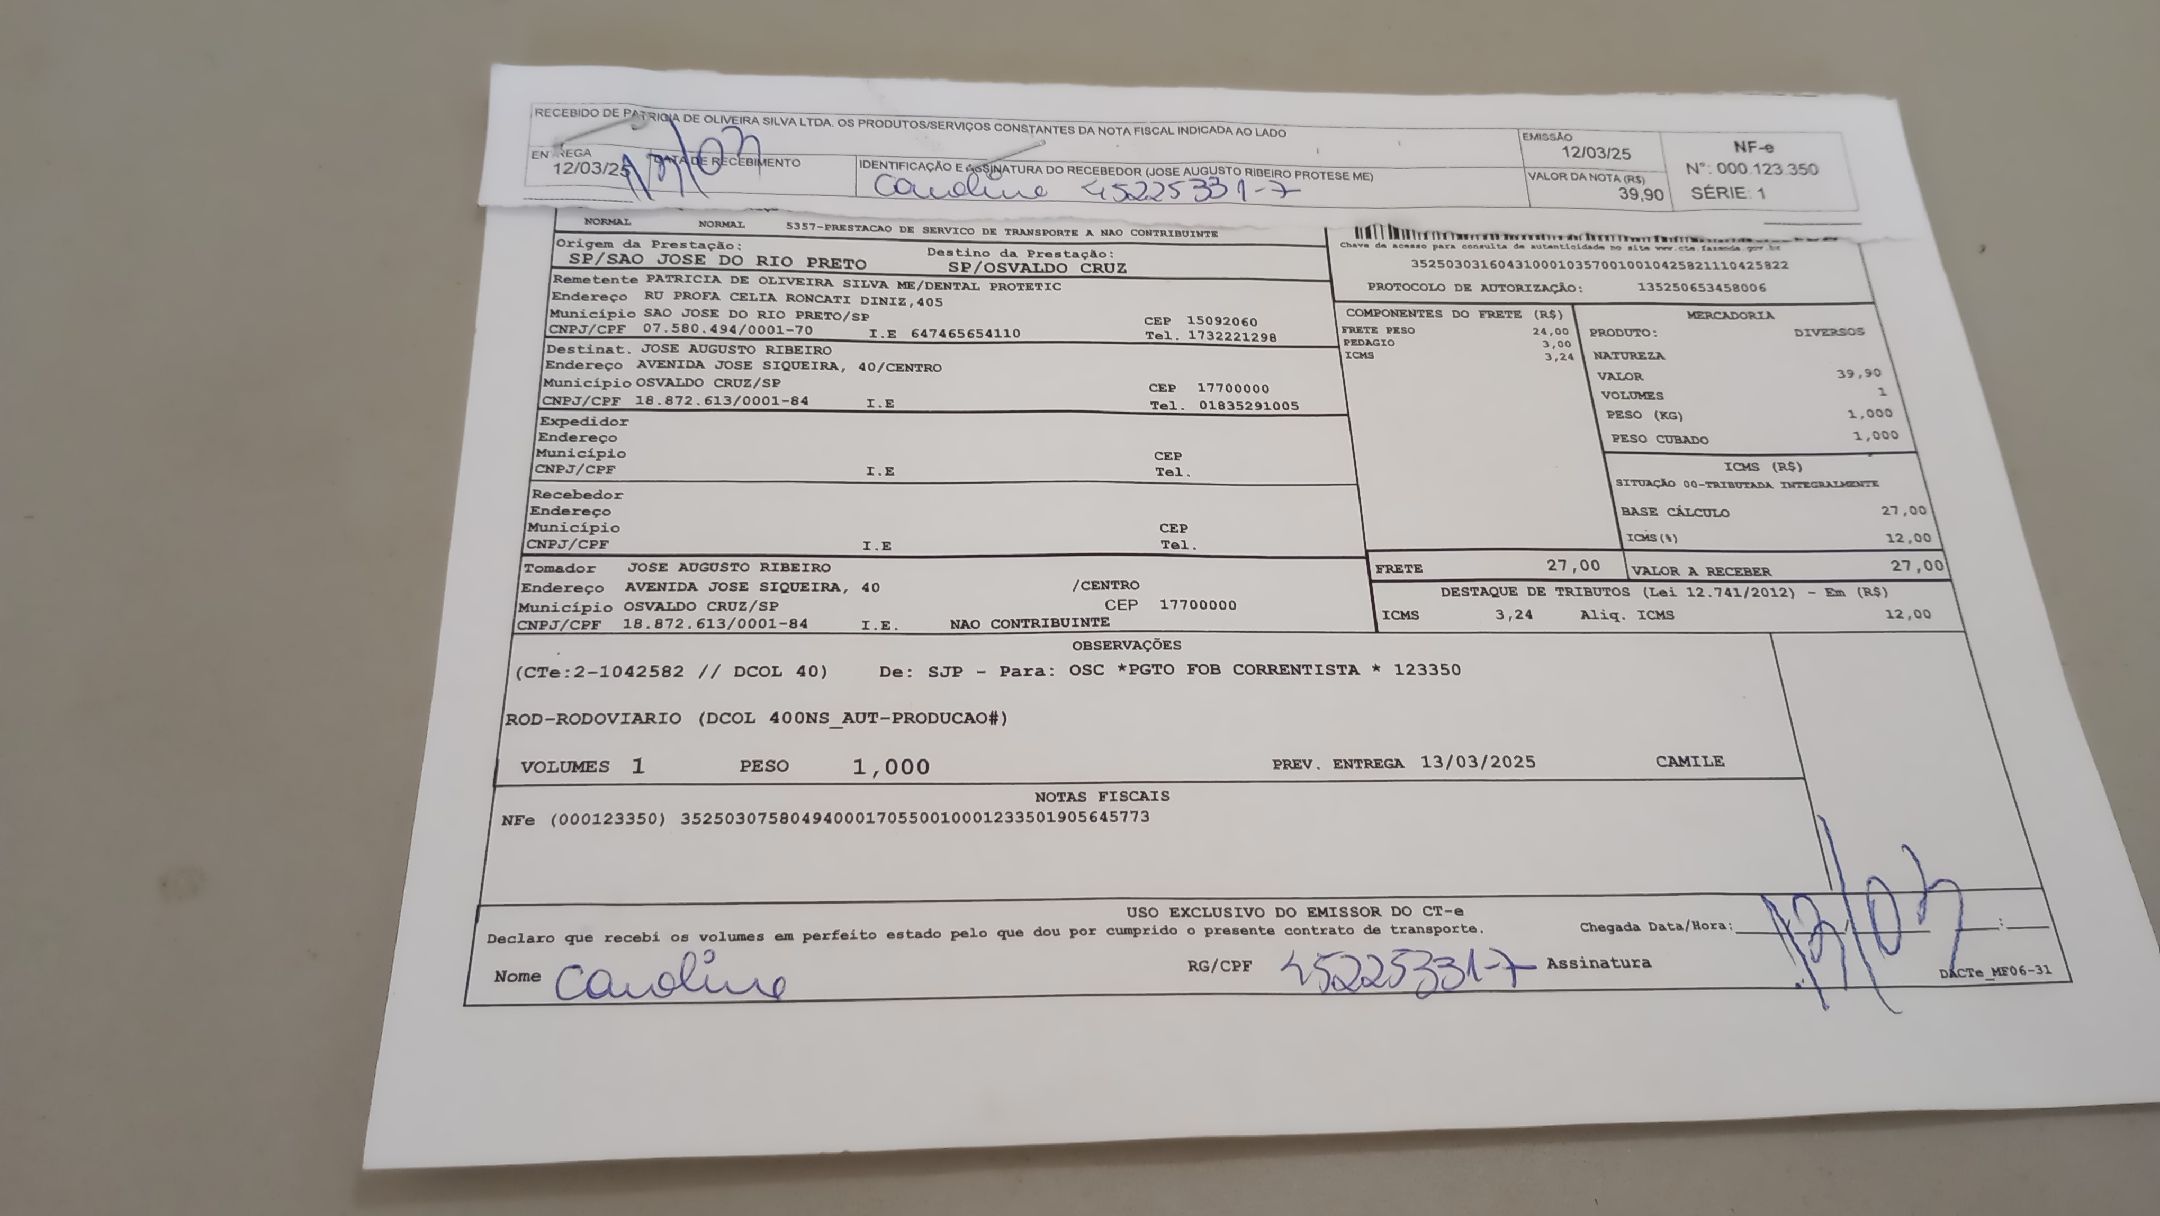 RECEBIDO DE PATRICIA DE OLIVEIRA SILVA LTDA. OS PRODUTOS/SERVIÇOS CONSTANTES DA NOTA FISCAL INDICADA AO LADO
EMISSÃO
12/03/25
NF-e
Nº: 000.123.350
SÉRIE: 1
ENTREGA
12/03/25
DATA DE RECEBIMENTO
IDENTIFICAÇÃO E ASSINATURA DO RECEBEDOR (JOSE AUGUSTO RIBEIRO PROTESE ME)
Caroline 45225331-7
VALOR DA NOTA (R$)
39,90
NORMAL NORMAL 5357-PRESTACAO DE SERVICO DE TRANSPORTE A NAO CONTRIBUINTE
Origem da Prestação:
SP/SAO JOSE DO RIO PRETO
Destino da Prestação:
SP/OSVALDO CRUZ
Chave de acesso para consulta de autenticidade no site www.cte.fazenda.gov.br
35250303160431000103570010010425821110425822
PROTOCOLO DE AUTORIZAÇÃO: 135250653458006
Remetente PATRICIA DE OLIVEIRA SILVA ME/DENTAL PROTETIC
Endereço RU PROFA CELIA RONCATI DINIZ,405
Município SAO JOSE DO RIO PRETO/SP CEP 15092060
CNPJ/CPF 07.580.494/0001-70 I.E 647465654110 Tel. 1732221298
Destinat. JOSE AUGUSTO RIBEIRO
Endereço AVENIDA JOSE SIQUEIRA, 40/CENTRO
Município OSVALDO CRUZ/SP CEP 17700000
CNPJ/CPF 18.872.613/0001-84 I.E Tel. 01835291005
Expedidor
Endereço
Município CEP
CNPJ/CPF I.E Tel.
Recebedor
Endereço
Município CEP
CNPJ/CPF I.E Tel.
Tomador JOSE AUGUSTO RIBEIRO
Endereço AVENIDA JOSE SIQUEIRA, 40 /CENTRO
Município OSVALDO CRUZ/SP CEP 17700000
CNPJ/CPF 18.872.613/0001-84 I.E. NAO CONTRIBUINTE
COMPONENTES DO FRETE (R$)
FRETE PESO 24,00
PEDAGIO 3,00
ICMS 3,24
MERCADORIA
PRODUTO: DIVERSOS
NATUREZA
VALOR 39,90
VOLUMES 1
PESO (KG) 1,000
PESO CUBADO 1,000
ICMS (R$)
SITUAÇÃO 00-TRIBUTADA INTEGRALMENTE
BASE CÁLCULO 27,00
ICMS(%) 12,00
FRETE 27,00 VALOR A RECEBER 27,00
DESTAQUE DE TRIBUTOS (Lei 12.741/2012) - Em (R$)
ICMS 3,24 Aliq. ICMS 12,00
OBSERVAÇÕES
(CTe:2-1042582 // DCOL 40) De: SJP - Para: OSC *PGTO FOB CORRENTISTA * 123350
ROD-RODOVIARIO (DCOL 400NS_AUT-PRODUCAO#)
VOLUMES 1 PESO 1,000 PREV. ENTREGA 13/03/2025 CAMILE
NOTAS FISCAIS
NFe (000123350) 35250307580494000170550010001233501905645773
USO EXCLUSIVO DO EMISSOR DO CT-e
Declaro que recebi os volumes em perfeito estado pelo que dou por cumprido o presente contrato de transporte.
Chegada Data/Hora: :
Nome Caroline RG/CPF 45225331-7 Assinatura
DACTe_MF06-31